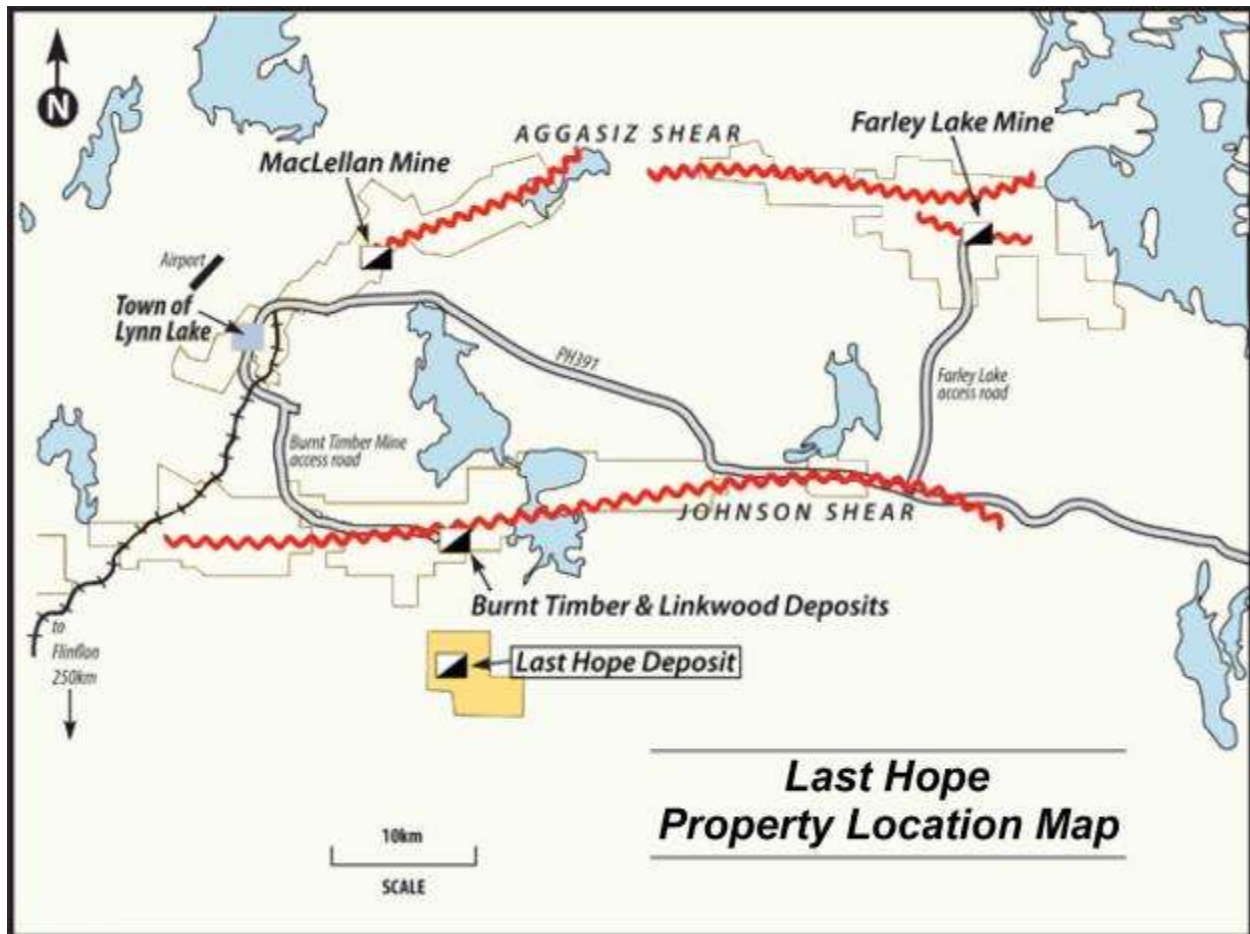 N
AGGASIZ SHEAR
Farley Lake Mine
MacLellan Mine
Airport
Town of
Lynn Lake
PH391
Farley Lake
access road
Burnt Timber Mine
access road
JOHNSON SHEAR
Burnt Timber & Linkwood Deposits
to
Flinflon
250km
Last Hope Deposit
Last Hope
Property Location Map
10km
SCALE